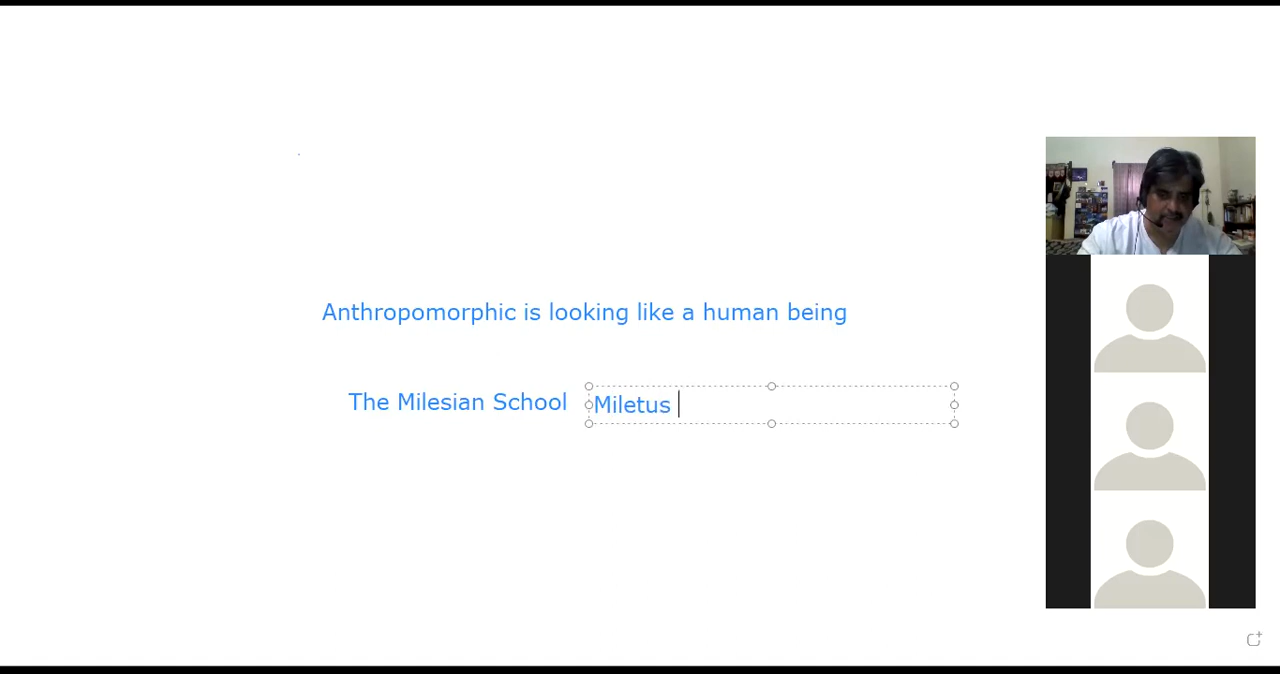 Anthropomorphic is looking like a human being
The Milesian School Miletus